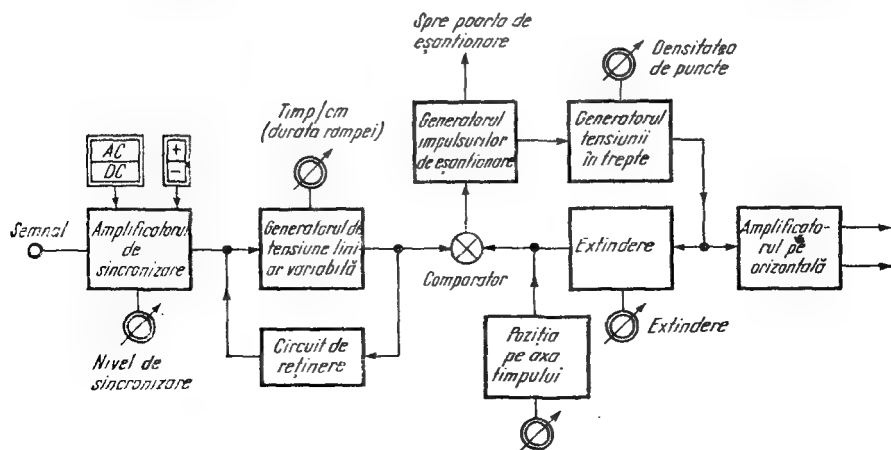 Spre poarta de
eșantionare
Densitatea
de puncte
Timp/cm
(durata rampei)
Generatorul
impulsurilor
de eșantionare
Generatorul
tensiunii
în trepte
AC
DC
+
−
Semnal
Amplificatorul
de
sincronizare
Generatorul de
tensiune lini-
ar variabilă
Comparator
Extindere
Amplificato-
rul pe
orizontală
Circuit de
reținere
Nivel de
sincronizare
Poziția
pe axa
timpului
Extindere